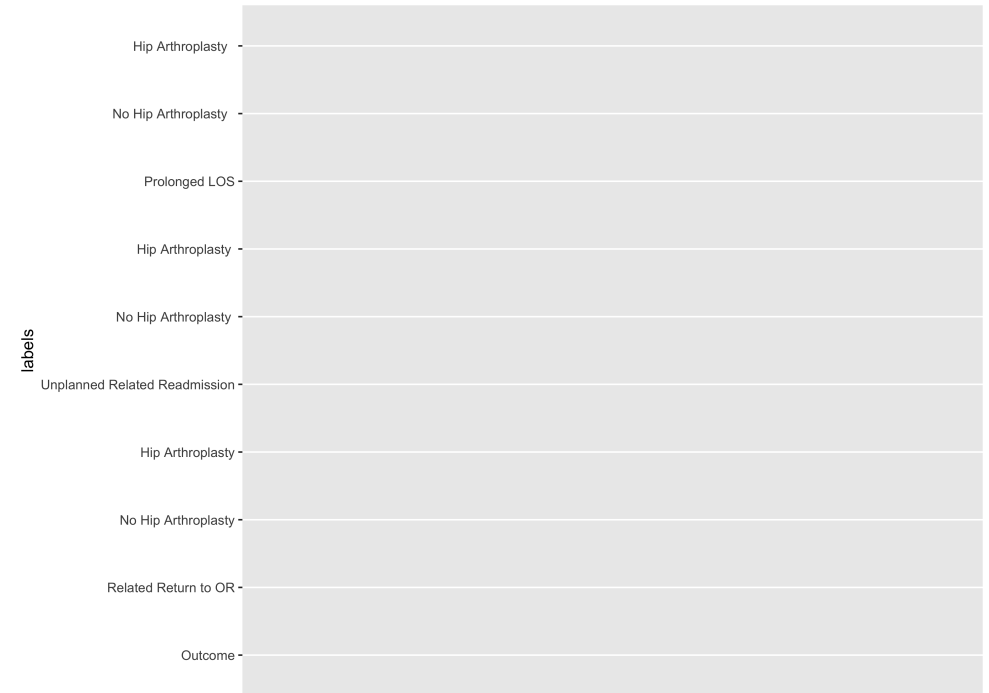 Hip Arthroplasty
No Hip Arthroplasty
Prolonged LOS
Hip Arthroplasty
No Hip Arthroplasty
labels
Unplanned Related Readmission
Hip Arthroplasty
No Hip Arthroplasty
Related Return to OR
Outcome